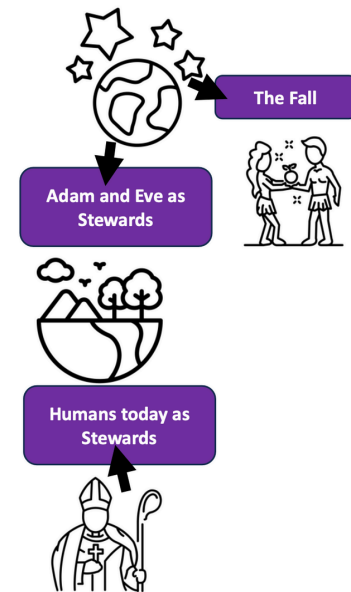 The Fall
Adam and Eve as
Stewards
Humans today as
Stewards